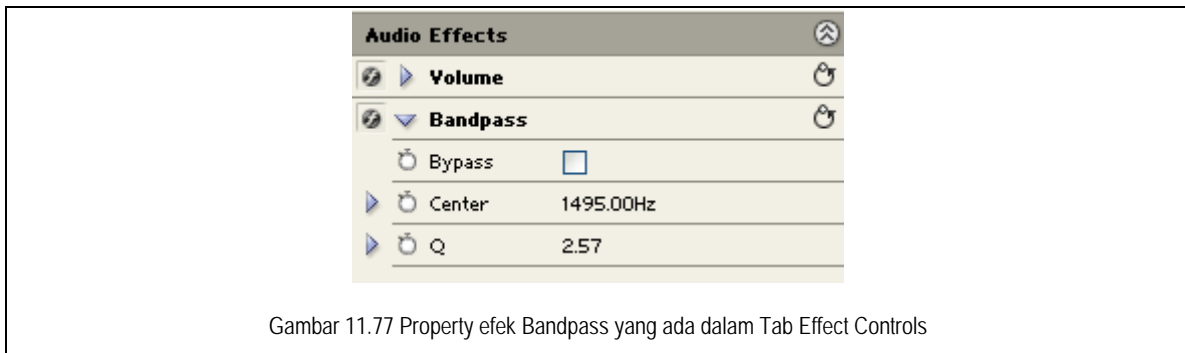 Audio Effects
Volume
Bandpass
Bypass
Center 1495.00Hz
Q 2.57
Gambar 11.77 Property efek Bandpass yang ada dalam Tab Effect Controls